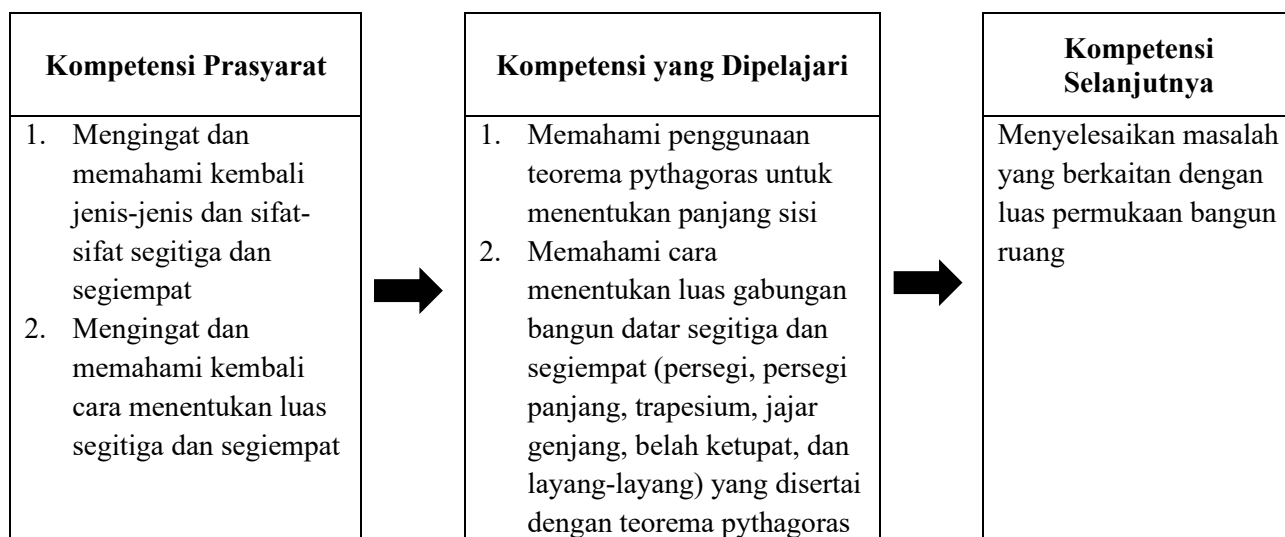 Kompetensi Prasyarat
1. Mengingat dan
memahami kembali
jenis-jenis dan sifat-
sifat segitiga dan
segiempat
2. Mengingat dan
memahami kembali
cara menentukan luas
segitiga dan segiempat
Kompetensi yang Dipelajari
1. Memahami penggunaan
teorema pythagoras untuk
menentukan panjang sisi
2. Memahami cara
menentukan luas gabungan
bangun datar segitiga dan
segiempat (persegi, persegi
panjang, trapesium, jajar
genjang, belah ketupat, dan
layang-layang) yang disertai
dengan teorema pythagoras
Kompetensi
Selanjutnya
Menyelesaikan masalah
yang berkaitan dengan
luas permukaan bangun
ruang